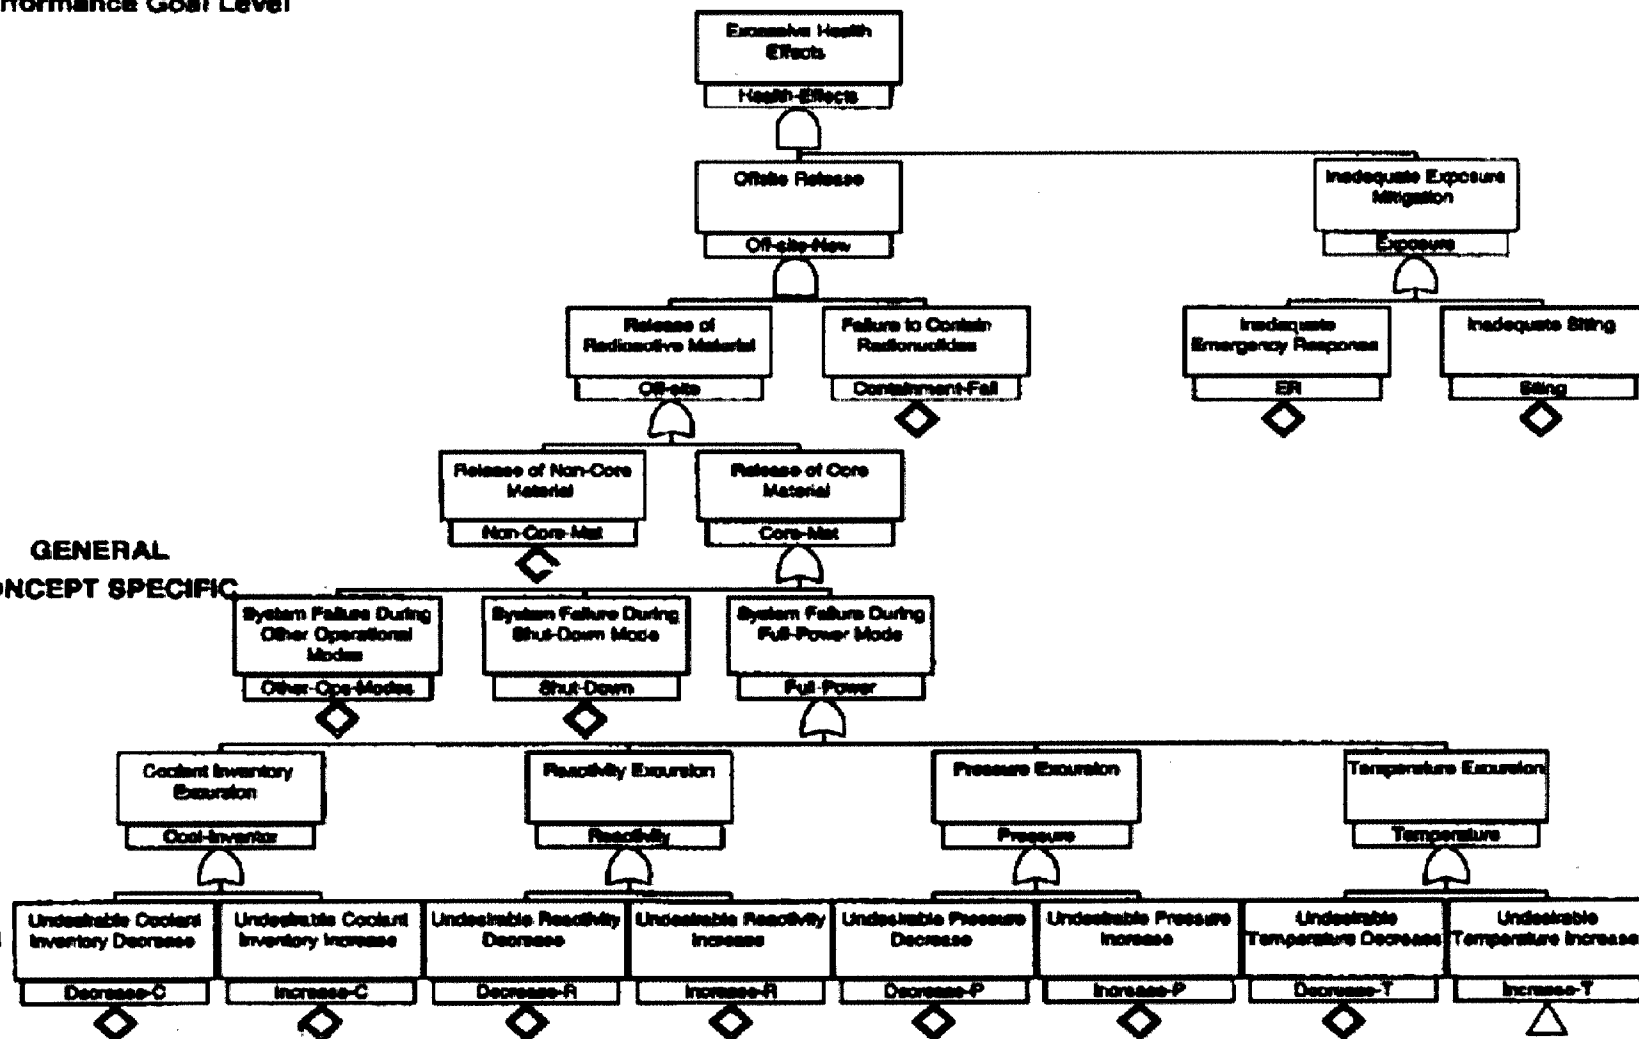 rformance Goal Level
Excessive Health
Effects
Health-Effects
Offsite Release
Off-site-New
Inadequate Exposure
Mitigation
Exposure
Release of
Radioactive Material
Off-site
Failure to Contain
Radionuclides
Containment-Fail
Inadequate
Emergency Response
ER
Inadequate Siting
Siting
Release of Non-Core
Material
Non-Core-Mat
Release of Core
Material
Core-Mat
GENERAL
ONCEPT SPECIFIC
System Failure During
Other Operational
Modes
Other-Ops-Modes
System Failure During
Shut-Down Mode
Shut-Down
System Failure During
Full-Power Mode
Full-Power
Coolant Inventory
Excursion
Cool-Inventor
Reactivity Excursion
Reactivity
Pressure Excursion
Pressure
Temperature Excursion
Temperature
Undesirable Coolant
Inventory Decrease
Decrease-C
Undesirable Coolant
Inventory Increase
Increase-C
Undesirable Reactivity
Decrease
Decrease-R
Undesirable Reactivity
Increase
Increase-R
Undesirable Pressure
Decrease
Decrease-P
Undesirable Pressure
Increase
Increase-P
Undesirable
Temperature Decrease
Decrease-T
Undesirable
Temperature Increase
Increase-T